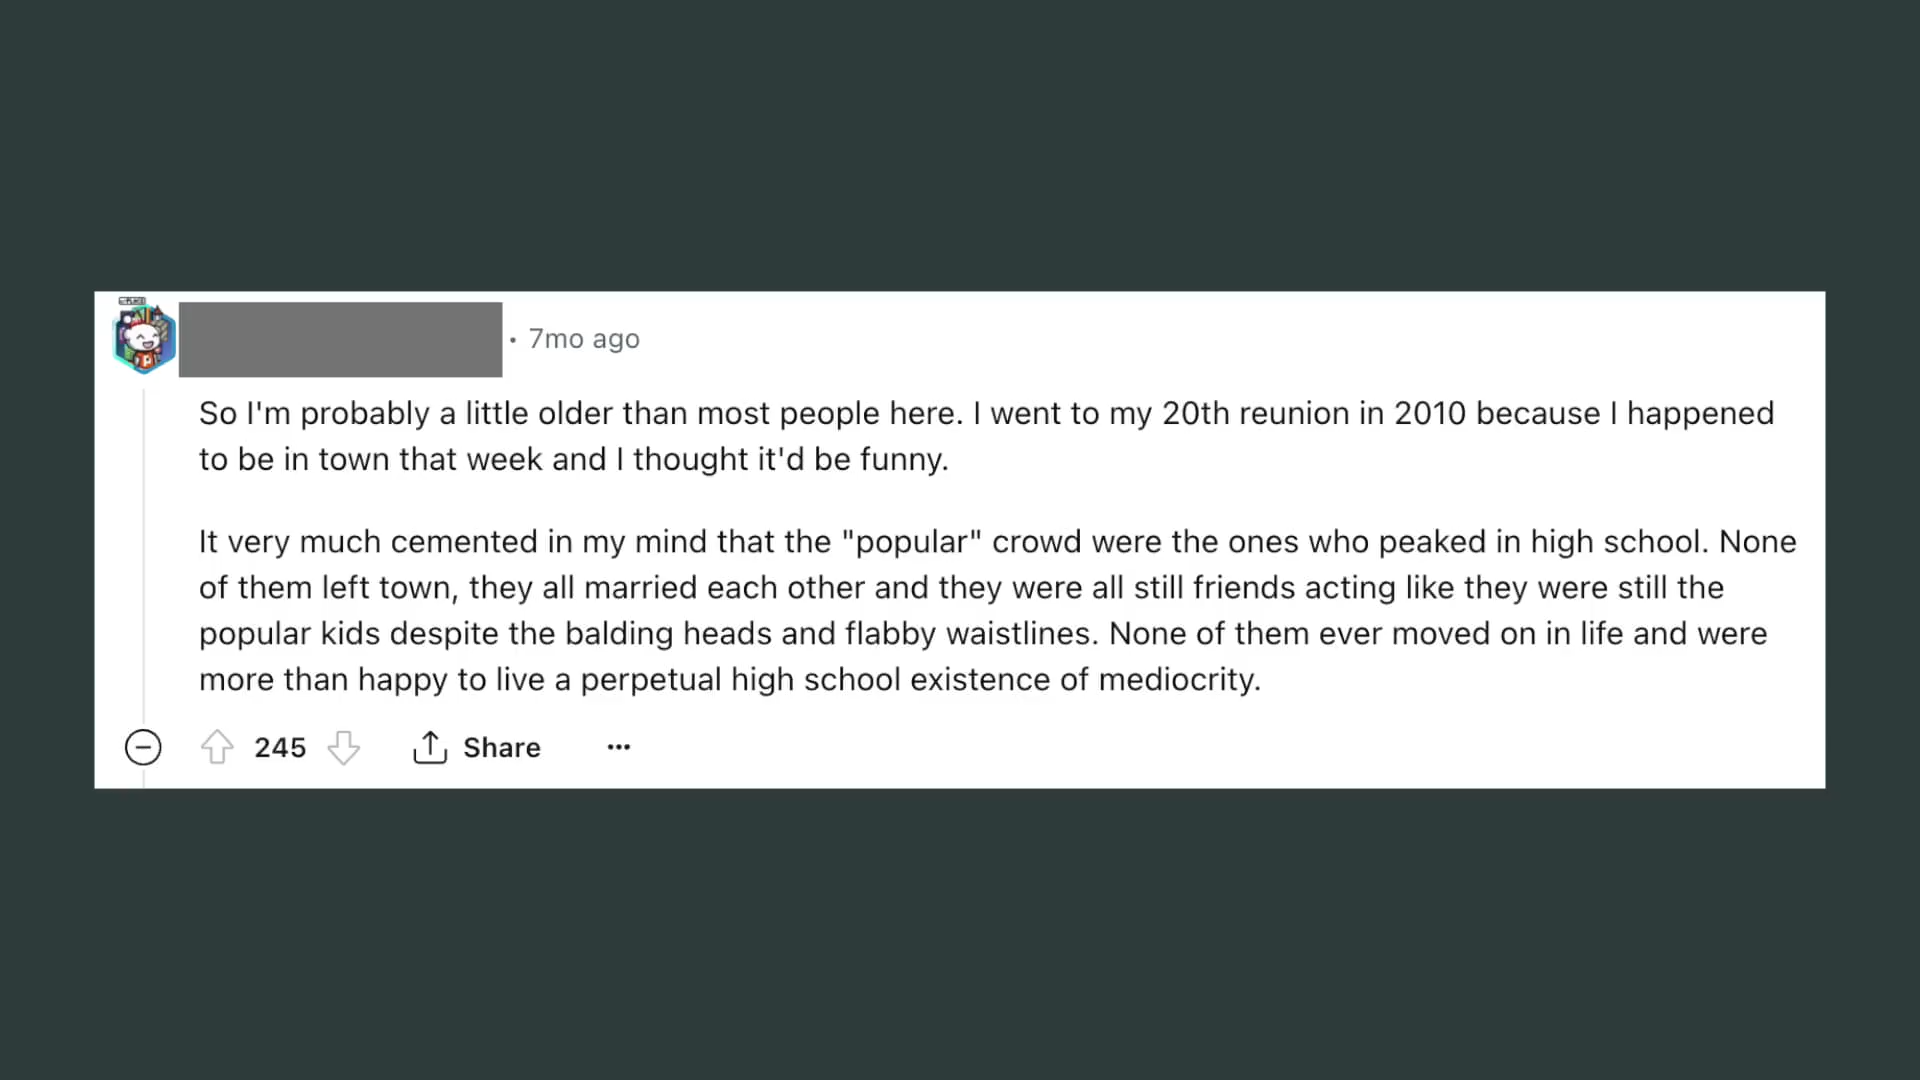 • 7mo ago
So I'm probably a little older than most people here. I went to my 20th reunion in 2010 because I happened
to be in town that week and I thought it'd be funny.
It very much cemented in my mind that the "popular" crowd were the ones who peaked in high school. None
of them left town, they all married each other and they were all still friends acting like they were still the
popular kids despite the balding heads and flabby waistlines. None of them ever moved on in life and were
more than happy to live a perpetual high school existence of mediocrity.
245 Share ...